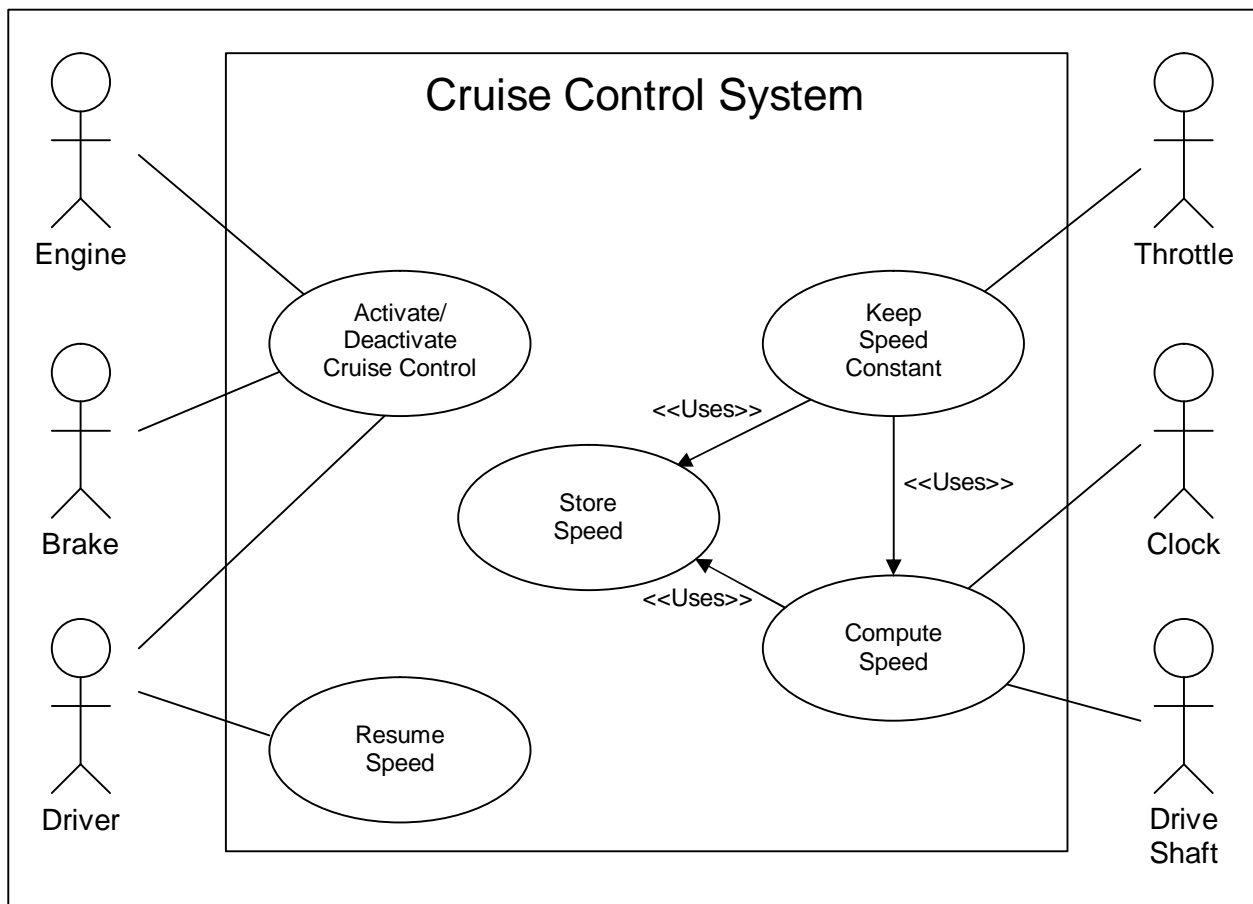 Cruise Control System
Engine
Throttle
Activate/
Deactivate
Cruise Control
Keep
Speed
Constant
<<Uses>>
<<Uses>>
Store
Speed
Brake
Clock
<<Uses>>
Compute
Speed
Resume
Speed
Driver
Drive
Shaft